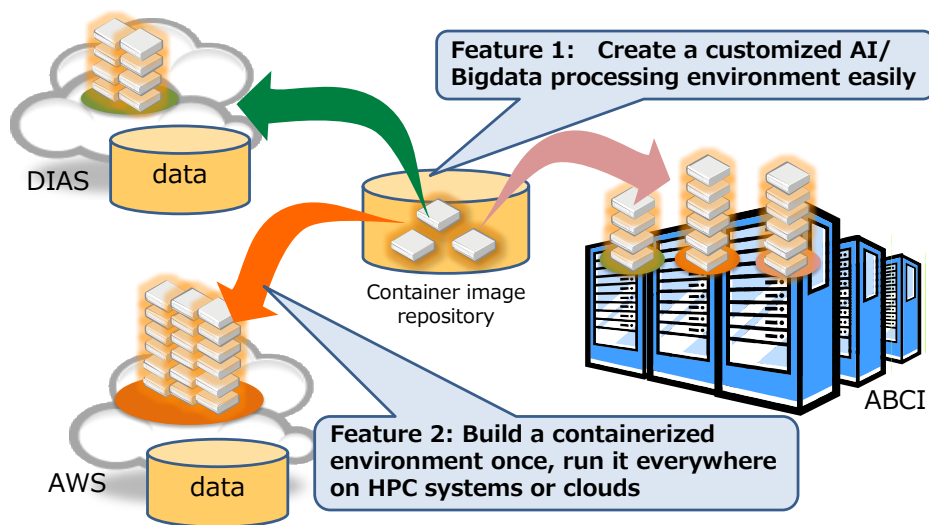 Feature 1: Create a customized AI/
Bigdata processing environment easily
data
DIAS
ABCI
Container image
repository
Feature 2: Build a containerized
environment once, run it everywhere
on HPC systems or clouds
AWS
data